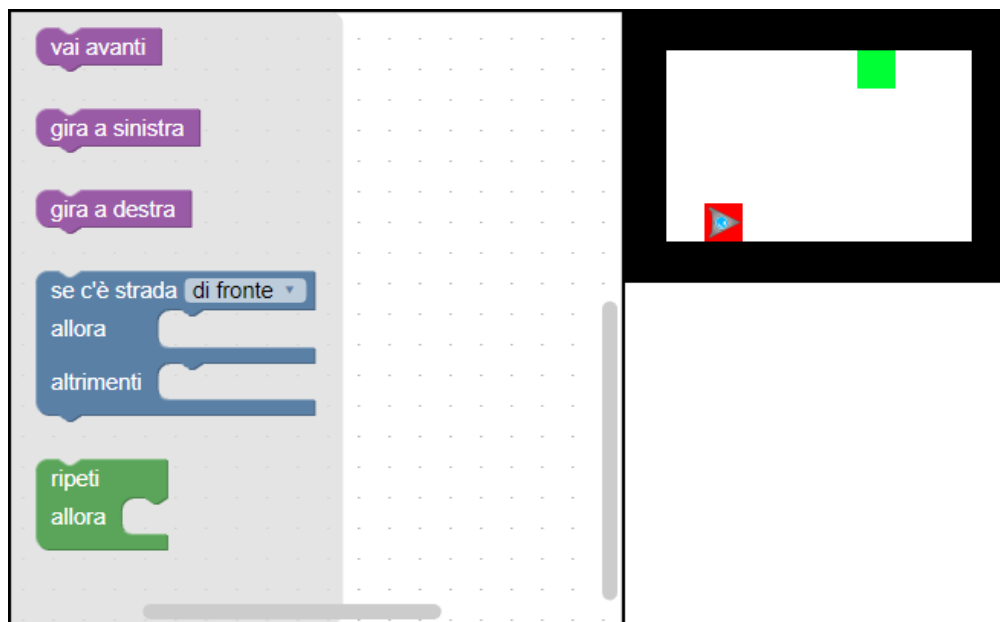 vai avanti
gira a sinistra
gira a destra
se c'è strada di fronte
allora
altrimenti
ripeti
allora